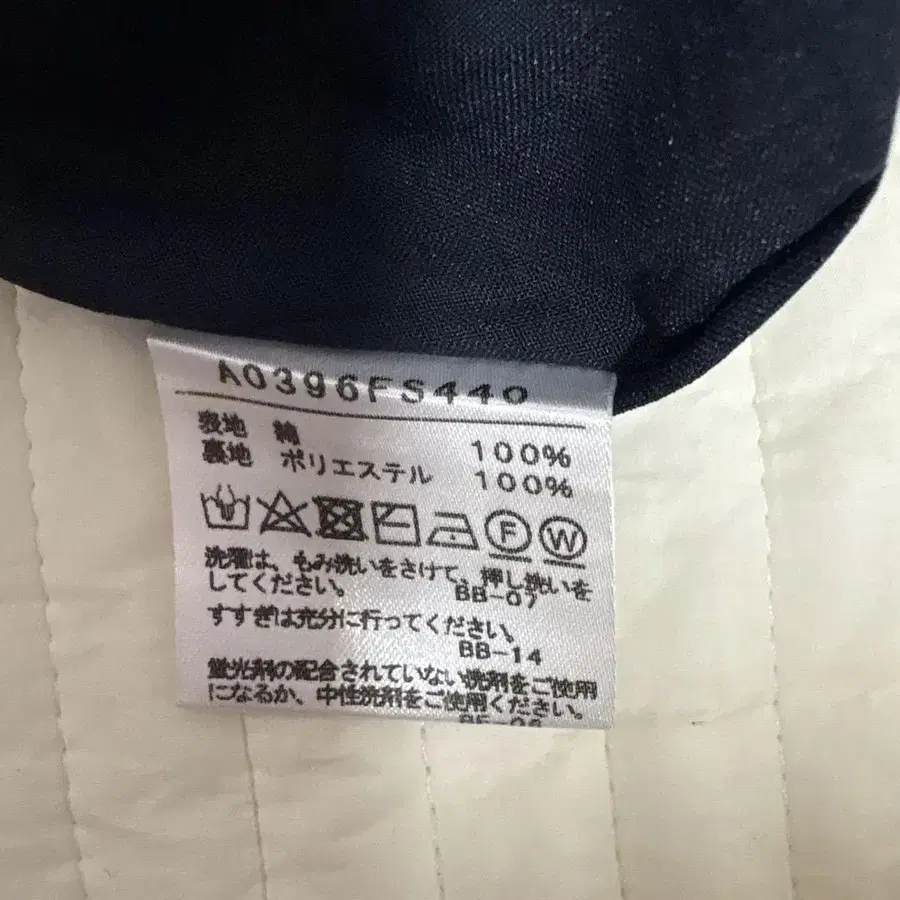 A0396FS440
表地 綿 100%
裏地 ポリエステル 100%
F W
洗濯は、もみ洗いをさけて、押し洗いを
してください。 BB-07
すすぎは充分に行ってください。
BB-14
蛍光剤の配合されていない洗剤をご使用
になるか、中性洗剤をご使用ください。